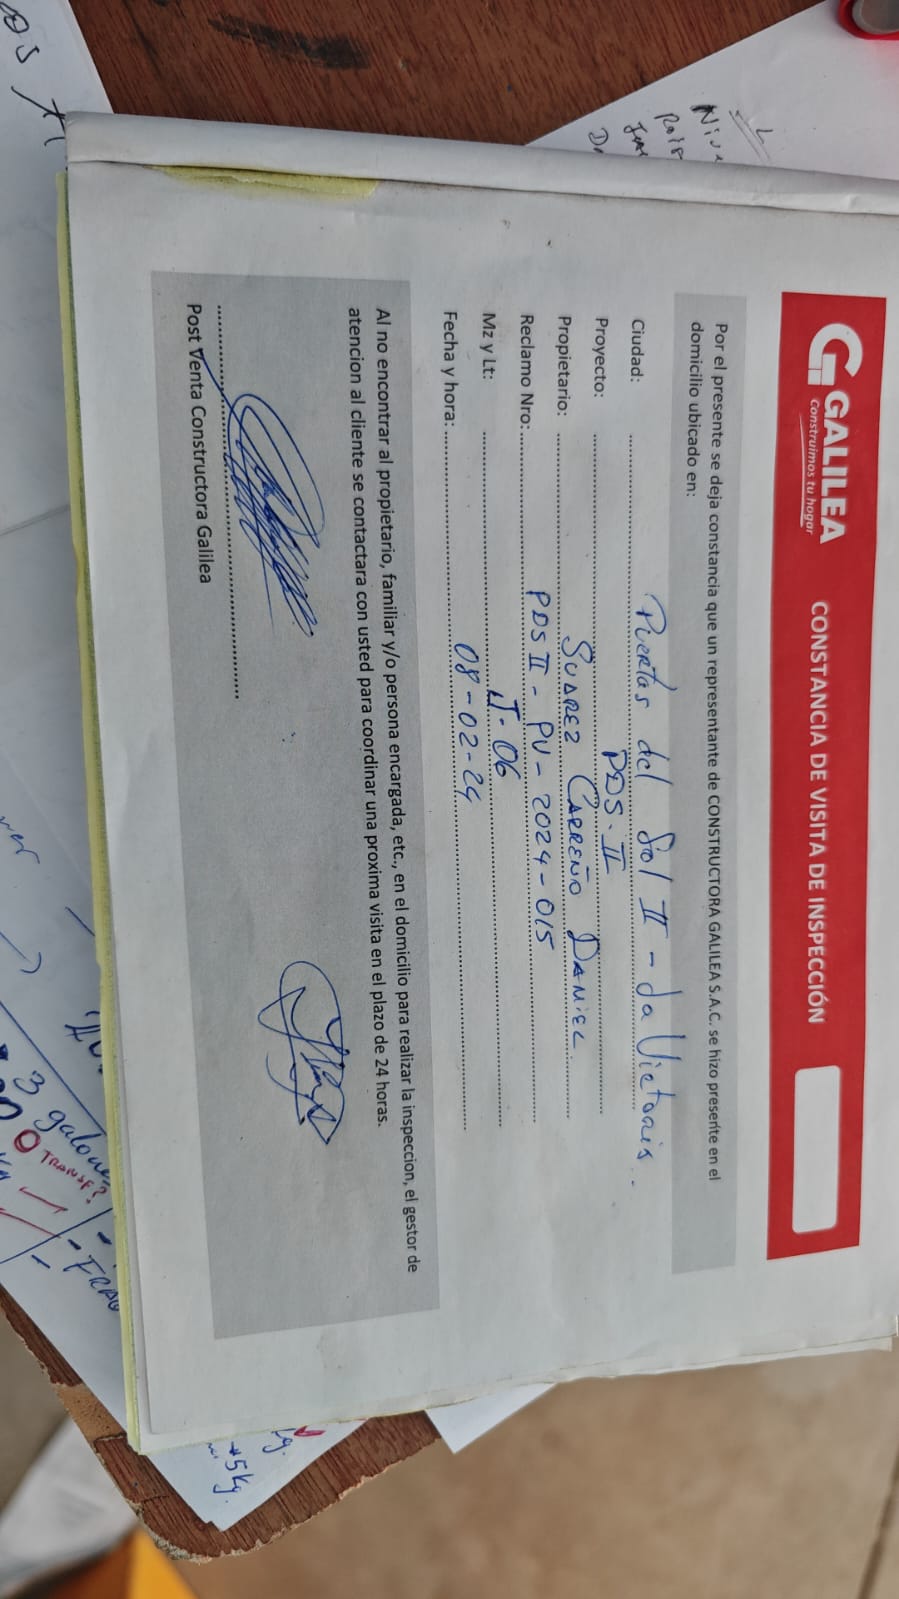 GALILEA
Construimos tu hogar
CONSTANCIA DE VISITA DE INSPECCIÓN
Por el presente se deja constancia que un representante de CONSTRUCTORA GALILEA S.A.C. se hizo presente en el
domicilio ubicado en:
Ciudad: Puertas del Sol II - La Victoria.
Proyecto: PDS. II
Propietario: SUAREZ CARREÑO DANIEL
Reclamo Nro: PDS II - PV - 2024 - 015
Mz y Lt: J - 06
Fecha y hora: 08 - 02 - 24
Al no encontrar al propietario, familiar y/o persona encargada, etc., en el domicilio para realizar la inspeccion, el gestor de
atencion al cliente se contactara con usted para coordinar una proxima visita en el plazo de 24 horas.
Post Venta Constructora Galilea
3 galones
TRANSF?
5Kg.